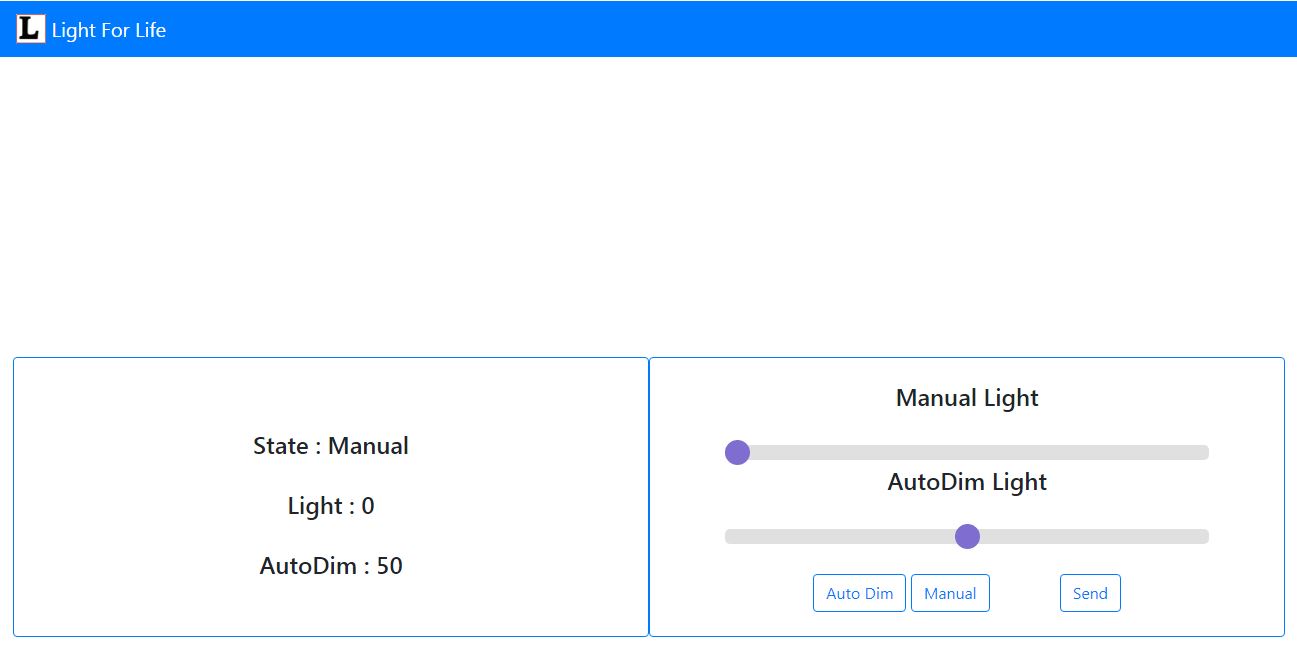 L Light For Life
State : Manual
Light : 0
AutoDim : 50
Manual Light
AutoDim Light
Auto Dim Manual Send